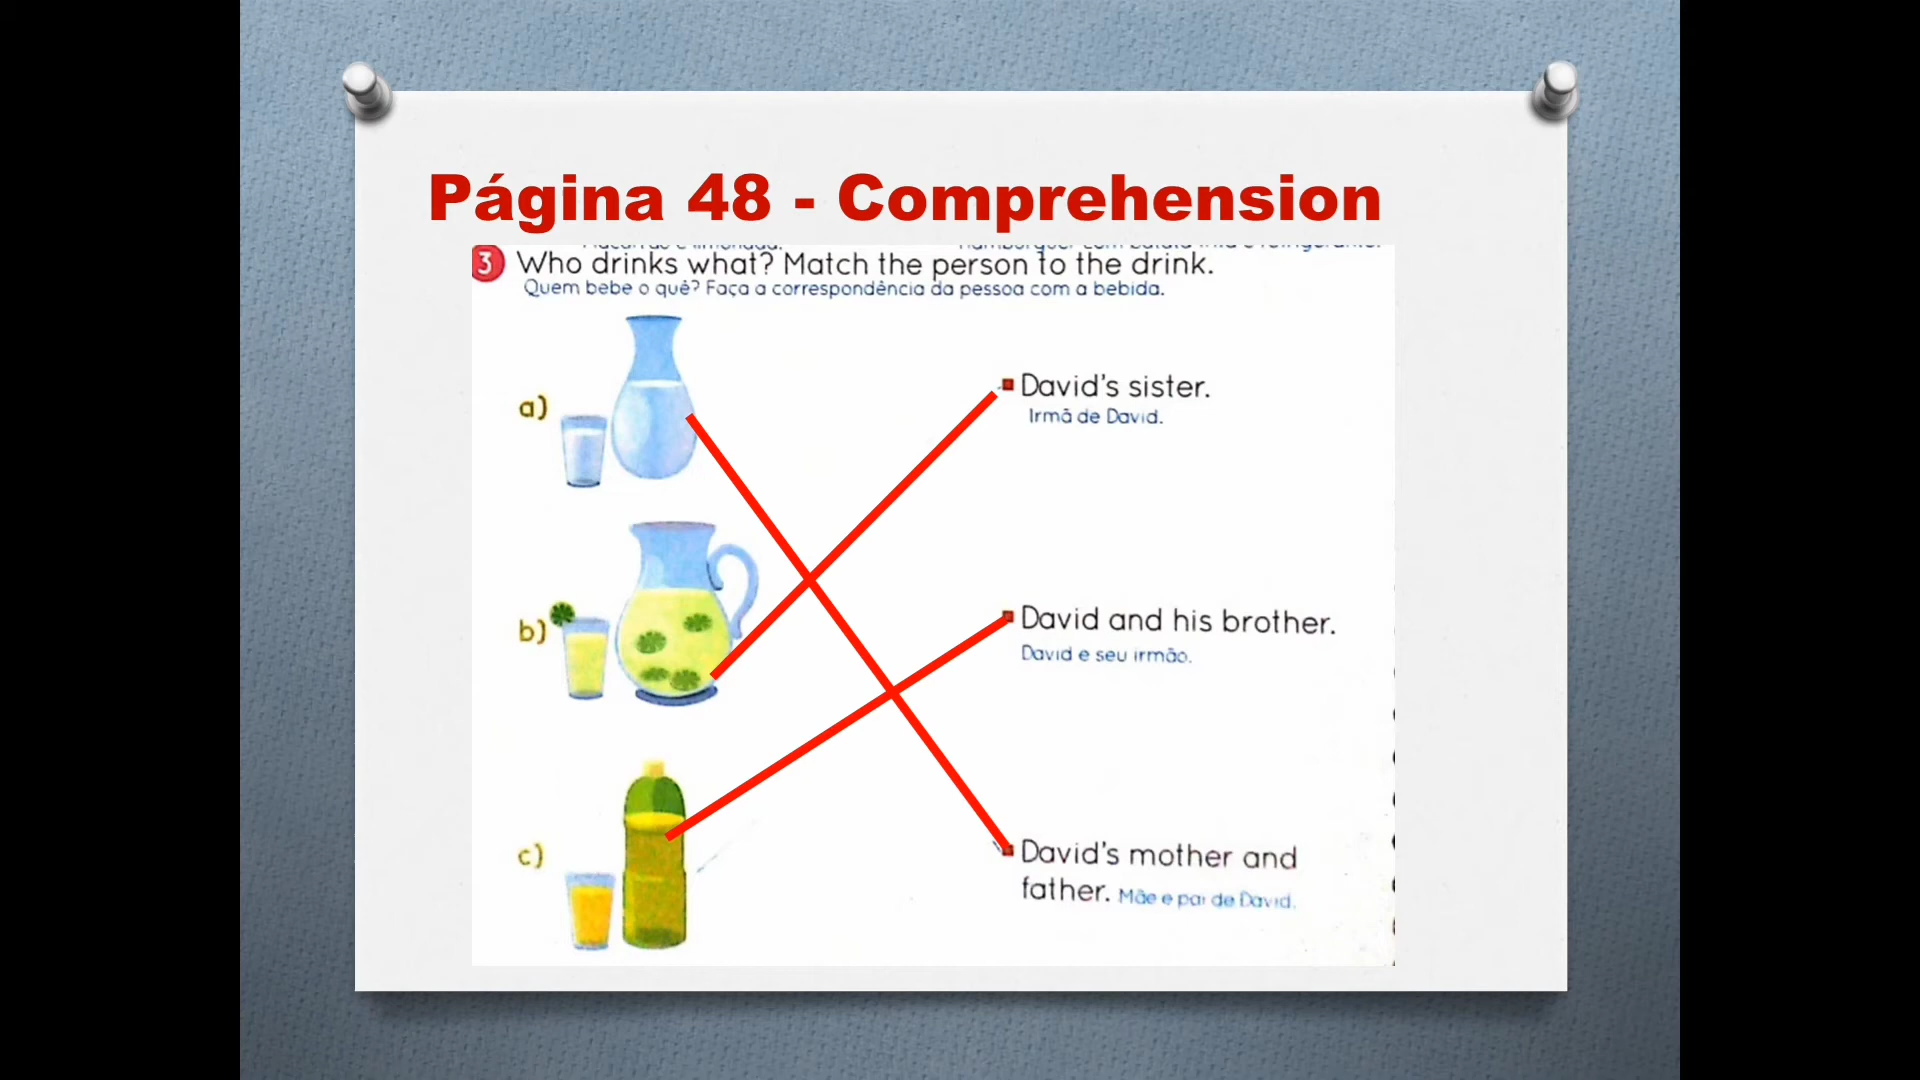 Página 48 - Comprehension
3 Who drinks what? Match the person to the drink.
Quem bebe o quê? Faça a correspondência da pessoa com a bebida.
a)
David's sister.
Irmã de David.
b)
David and his brother.
David e seu irmão.
c)
David's mother and
father. Mãe e pai de David.